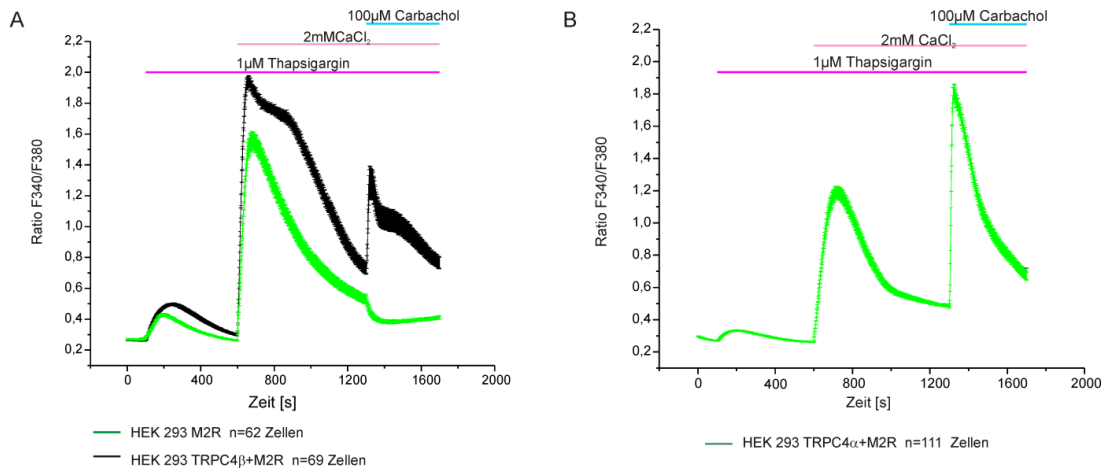 A
100µM Carbachol
2mMCaCl2
1µM Thapsigargin
2,2
2,0
1,8
1,6
1,4
1,2
1,0
0,8
0,6
0,4
0,2
Ratio F340/F380
0
400
800
1200
1600
2000
Zeit [s]
HEK 293 M2R n=62 Zellen
HEK 293 TRPC4β+M2R n=69 Zellen
B
100µM Carbachol
2mM CaCl2
1µM Thapsigargin
2,2
2,0
1,8
1,6
1,4
1,2
1,0
0,8
0,6
0,4
0,2
Ratio F340/F380
0
400
800
1200
1600
2000
Zeit [s]
HEK 293 TRPC4α+M2R n=111 Zellen